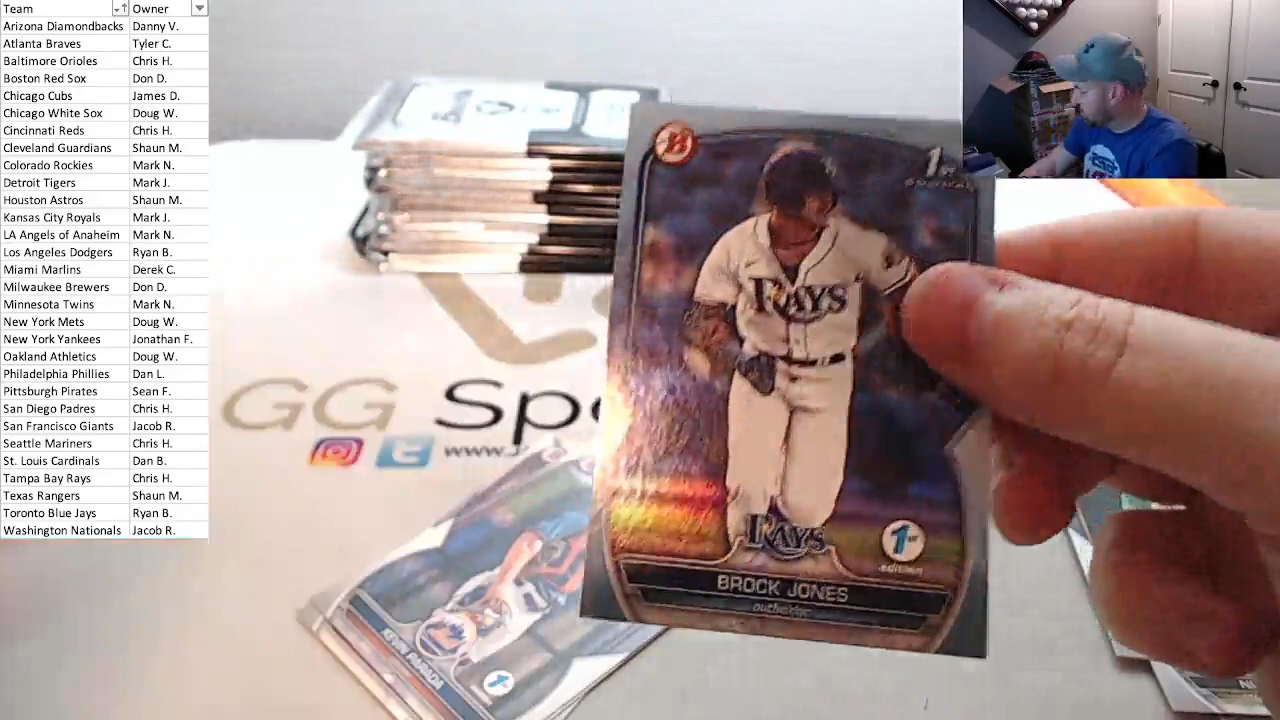 Team Owner
Arizona Diamondbacks Danny V.
Atlanta Braves Tyler C.
Baltimore Orioles Chris H.
Boston Red Sox Don D.
Chicago Cubs James D.
Chicago White Sox Doug W.
Cincinnati Reds Chris H.
Cleveland Guardians Shaun M.
Colorado Rockies Mark N.
Detroit Tigers Mark J.
Houston Astros Shaun M.
Kansas City Royals Mark J.
LA Angels of Anaheim Mark N.
Los Angeles Dodgers Ryan B.
Miami Marlins Derek C.
Milwaukee Brewers Don D.
Minnesota Twins Mark N.
New York Mets Doug W.
New York Yankees Jonathan F.
Oakland Athletics Doug W.
Philadelphia Phillies Dan L.
Pittsburgh Pirates Sean F.
San Diego Padres Chris H.
San Francisco Giants Jacob R.
Seattle Mariners Chris H.
St. Louis Cardinals Dan B.
Tampa Bay Rays Chris H.
Texas Rangers Shaun M.
Toronto Blue Jays Ryan B.
Washington Nationals Jacob R.
B
1st
RAYS
RAYS
1st
edition
BROCK JONES
outfielder
GG Spo
www.
KEVIN PARADA
1st